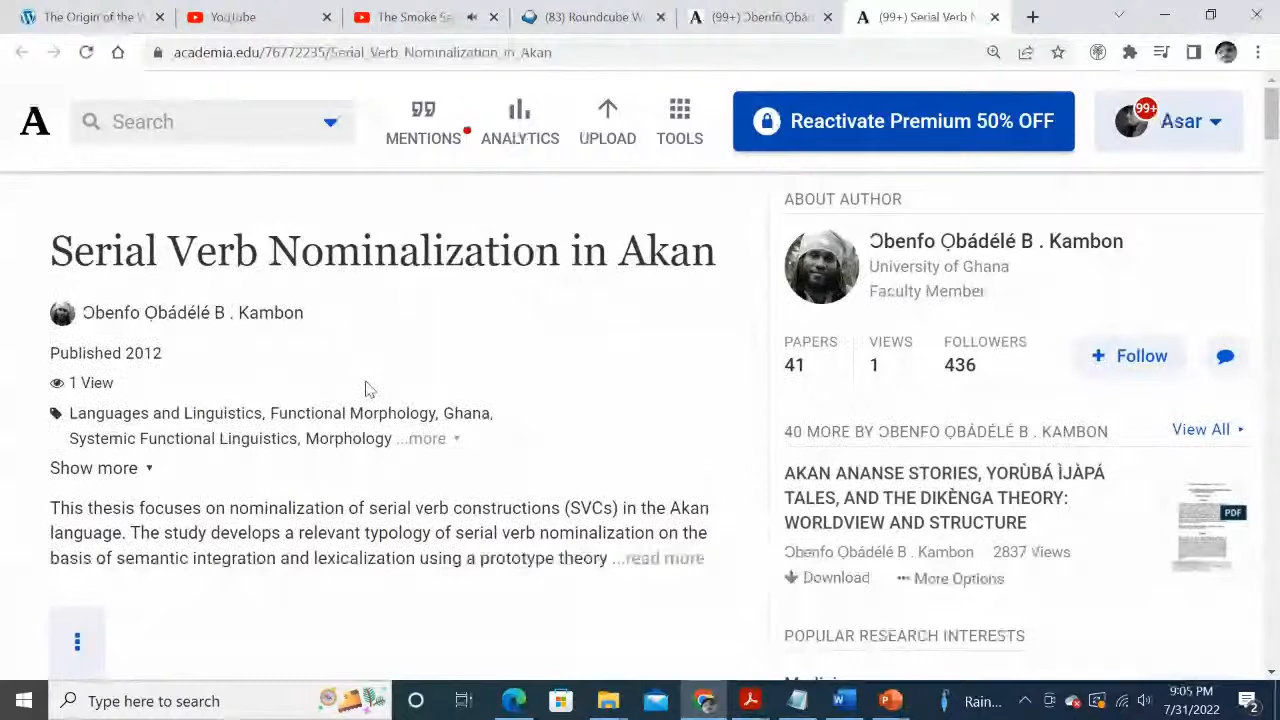 The Origin of the W
YouTube
The Smoke Se
(83) Roundcube W
(99+) Ɔbenfo Ọbá
(99+) Serial Verb N
academia.edu/76772235/Serial_Verb_Nominalization_in_Akan
A
Search
MENTIONS
ANALYTICS
UPLOAD
TOOLS
Reactivate Premium 50% OFF
99+
Asar
Serial Verb Nominalization in Akan
Ɔbenfo Ọbádélé B . Kambon
Published 2012
1 View
Languages and Linguistics, Functional Morphology, Ghana,
Systemic Functional Linguistics, Morphology ...more
Show more
This thesis focuses on nominalization of serial verb constructions (SVCs) in the Akan
language. The study develops a relevant typology of serial verb nominalization on the
basis of semantic integration and lexicalization using a prototype theory ...read more
ABOUT AUTHOR
Ɔbenfo Ọbádélé B . Kambon
University of Ghana
Faculty Member
PAPERS VIEWS FOLLOWERS
41 1 436
+ Follow
40 MORE BY ƆBENFO ỌBÁDÉLÉ B . KAMBON
View All
AKAN ANANSE STORIES, YORÙBÁ ÌJÀPÁ
TALES, AND THE DIKÈNGA THEORY:
WORLDVIEW AND STRUCTURE
PDF
Ɔbenfo Ọbádélé B . Kambon 2837 Views
Download
More Options
POPULAR RESEARCH INTERESTS
Type here to search
Rain...
9:05 PM
7/31/2022
2